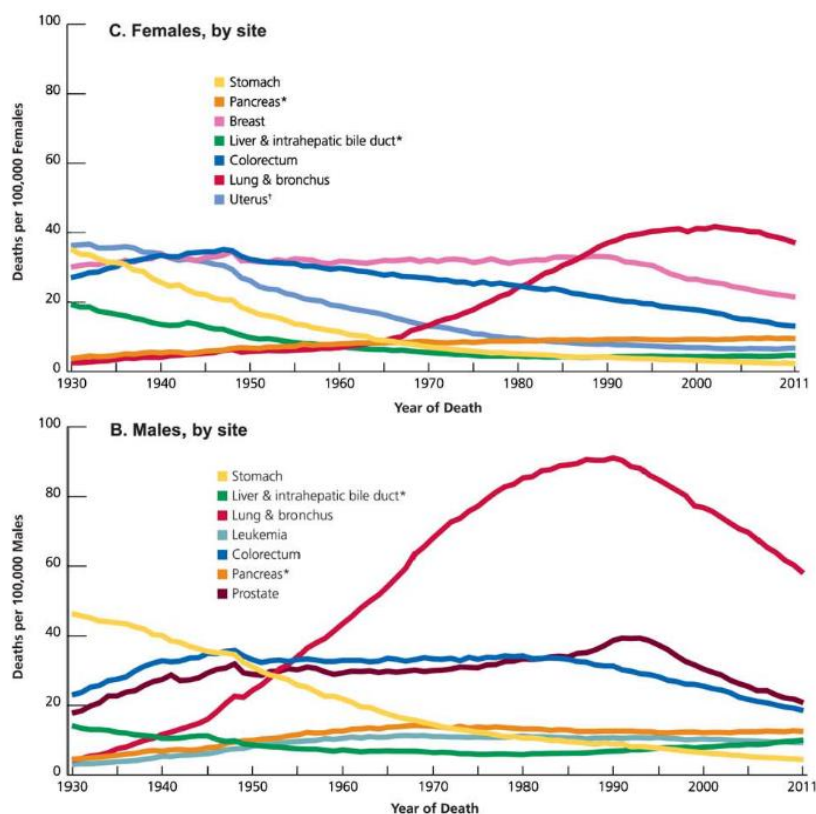 C. Females, by site
100
80
60
40
20
0
Deaths per 100,000 Females
Stomach
Pancreas*
Breast
Liver & intrahepatic bile duct*
Colorectum
Lung & bronchus
Uterus†
1930 1940 1950 1960 1970 1980 1990 2000 2011
Year of Death
B. Males, by site
100
80
60
40
20
0
Deaths per 100,000 Males
Stomach
Liver & intrahepatic bile duct*
Lung & bronchus
Leukemia
Colorectum
Pancreas*
Prostate
1930 1940 1950 1960 1970 1980 1990 2000 2011
Year of Death